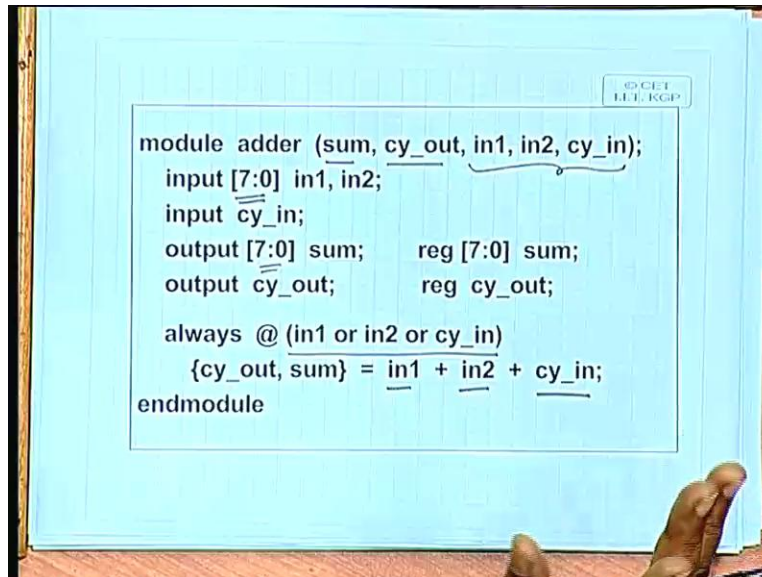 © CET
I.I.T. KGP
module adder (sum, cy_out, in1, in2, cy_in);
input [7:0] in1, in2;
input cy_in;
output [7:0] sum; reg [7:0] sum;
output cy_out; reg cy_out;
always @ (in1 or in2 or cy_in)
{cy_out, sum} = in1 + in2 + cy_in;
endmodule